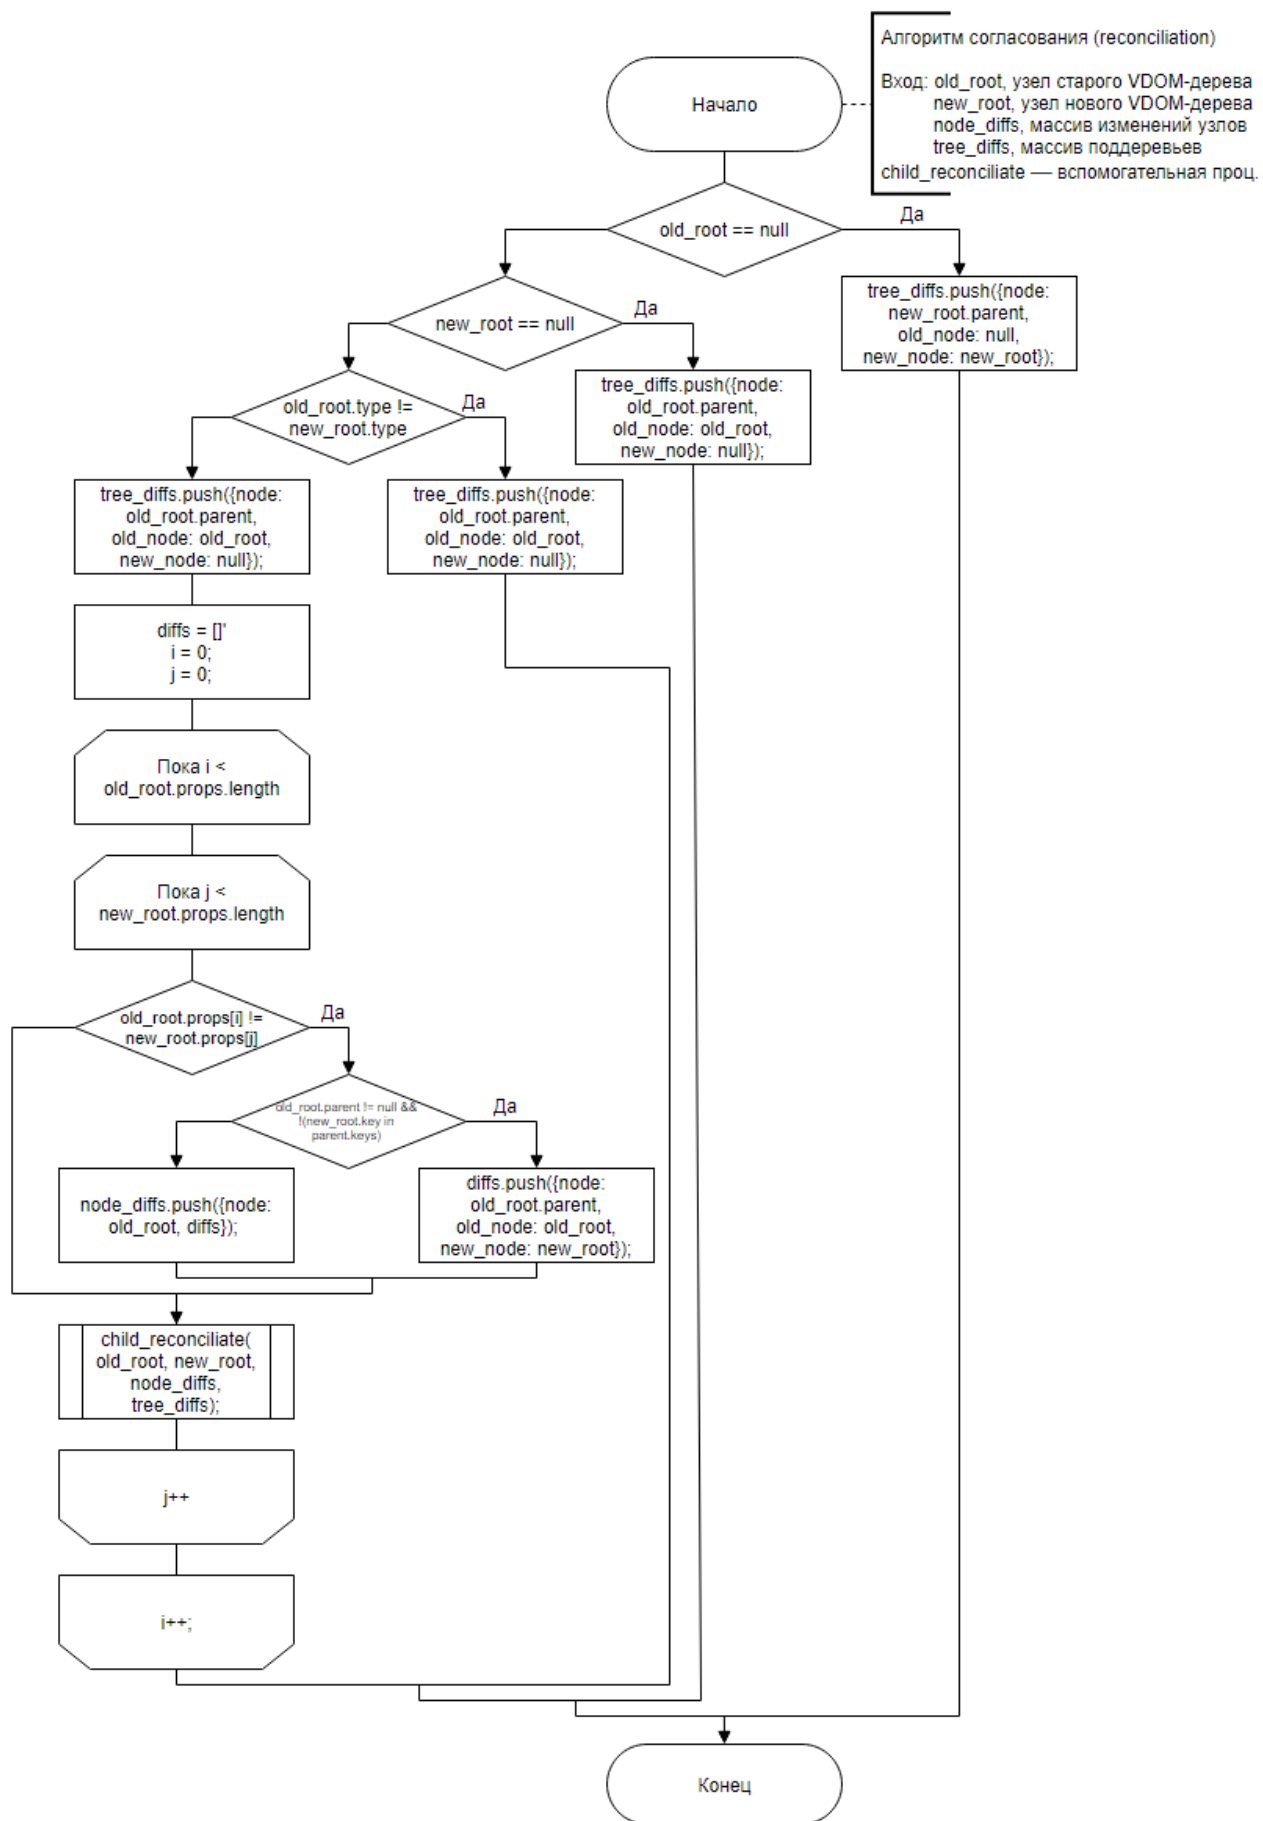 Алгоритм согласования (reconciliation)
Вход: old_root, узел старого VDOM-дерева
new_root, узел нового VDOM-дерева
node_diffs, массив изменений узлов
tree_diffs, массив поддеревьев
child_reconciliate — вспомогательная проц.
Начало
old_root == null
Да
tree_diffs.push({node:
new_root.parent,
old_node: null,
new_node: new_root});
new_root == null
Да
tree_diffs.push({node:
old_root.parent,
old_node: old_root,
new_node: null});
old_root.type !=
new_root.type
Да
tree_diffs.push({node:
old_root.parent,
old_node: old_root,
new_node: null});
tree_diffs.push({node:
old_root.parent,
old_node: old_root,
new_node: null});
diffs = []'
i = 0;
j = 0;
Пока i <
old_root.props.length
Пока j <
new_root.props.length
old_root.props[i] !=
new_root.props[j]
Да
old_root.parent != null &&
!(new_root.key in
parent.keys)
Да
node_diffs.push({node:
old_root, diffs});
diffs.push({node:
old_root.parent,
old_node: old_root,
new_node: new_root});
child_reconciliate(
old_root, new_root,
node_diffs,
tree_diffs);
j++
i++;
Конец